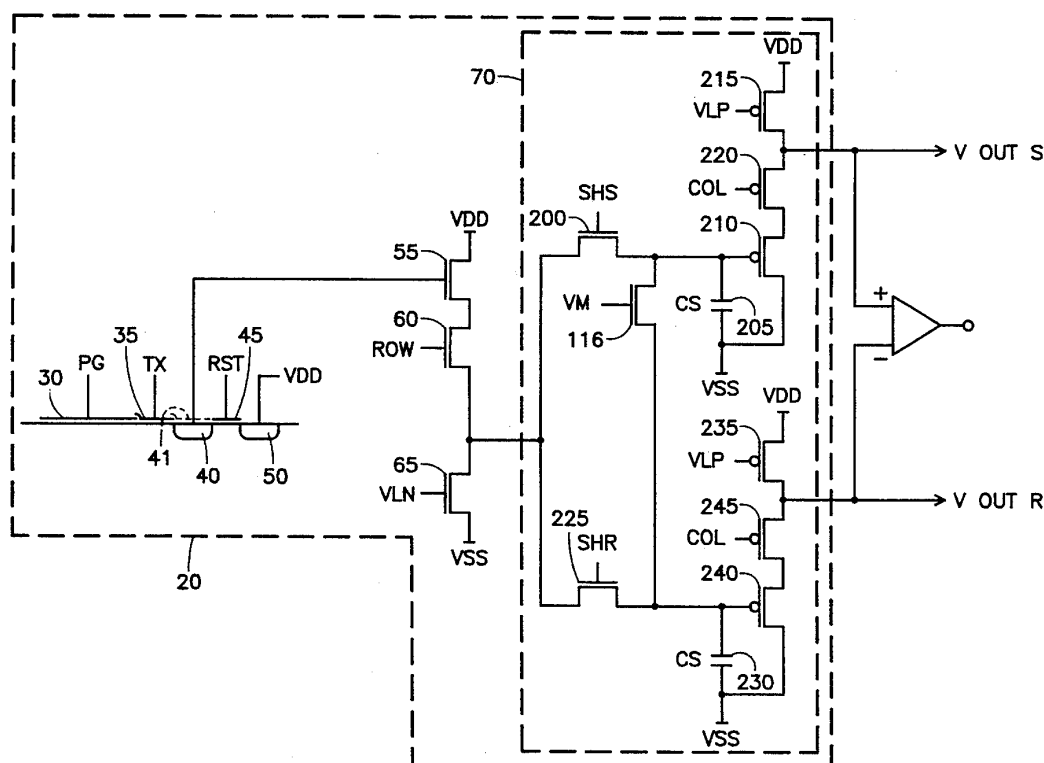 VDD
215
70
VLP
V OUT S
220
SHS
COL
200
VDD
210
55
+
VM
CS
60
205
116
ROW
35
45
PG
TX
RST
VDD
−
30
VSS
VDD
41
40
50
65
235
VLN
VLP
225
245
V OUT R
SHR
VSS
COL
20
240
CS
230
VSS